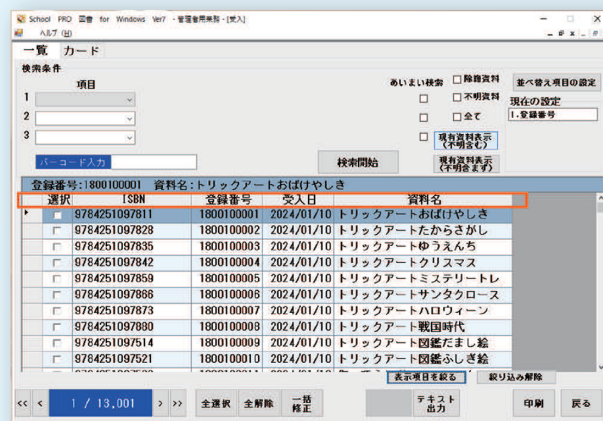 School PRO 図書 for Windows Ver7 - 管理者用業務 - [受入]
ヘルプ (H)
一覧 カード
検索条件
項目
あいまい検索 除籍資料 並べ替え項目の設定
1 不明資料 現在の設定
2 全て 1.登録番号
3 現有資料表示 (不明含む)
バーコード入力 検索開始 現有資料表示 (不明含まず)
登録番号:1800100001 資料名:トリックアートおばけやしき
選択 ISBN 登録番号 受入日 資料名
9784251097811 1800100001 2024/01/10 トリックアートおばけやしき
9784251097828 1800100002 2024/01/10 トリックアートたからさがし
9784251097835 1800100003 2024/01/10 トリックアートゆうえんち
9784251097842 1800100004 2024/01/10 トリックアートクリスマス
9784251097859 1800100005 2024/01/10 トリックアートミステリートレ
9784251097866 1800100006 2024/01/10 トリックアートサンタクロース
9784251097873 1800100007 2024/01/10 トリックアートハロウィーン
9784251097880 1800100008 2024/01/10 トリックアート戦国時代
9784251097514 1800100009 2024/01/10 トリックアート図鑑だまし絵
9784251097521 1800100010 2024/01/10 トリックアート図鑑ふしぎ絵
表示項目を絞る 絞り込み解除
<< < 1 / 13,001 > >> 全選択 全解除 一括修正 テキスト出力 印刷 戻る